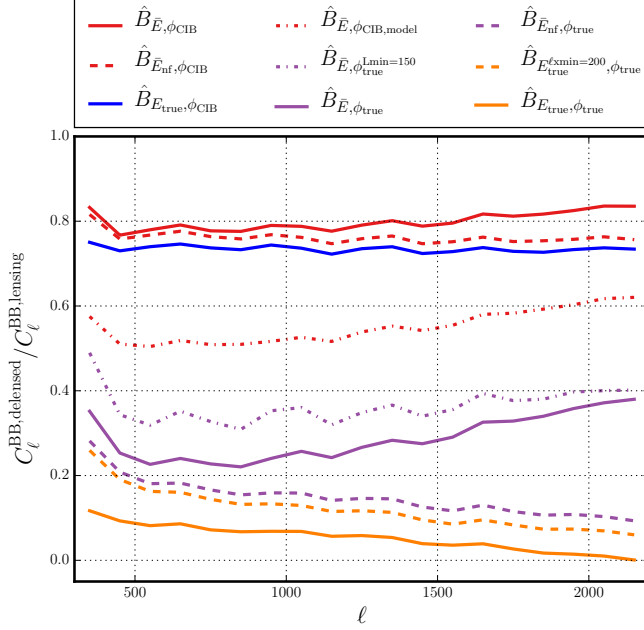 B̂_{Ē,ϕ_CIB} B̂_{Ē,ϕ_CIB,model} B̂_{Ē_nf,ϕ_true}
B̂_{Ē_nf,ϕ_CIB} B̂_{Ē,ϕ_true^{Lmin=150}} B̂_{E_true^{ℓxmin=200},ϕ_true}
B̂_{E_true,ϕ_CIB} B̂_{Ē,ϕ_true} B̂_{E_true,ϕ_true}
C_ℓ^{BB,delensed}/C_ℓ^{BB,lensing}
1.0
0.8
0.6
0.4
0.2
0.0
500 1000 1500 2000
ℓ